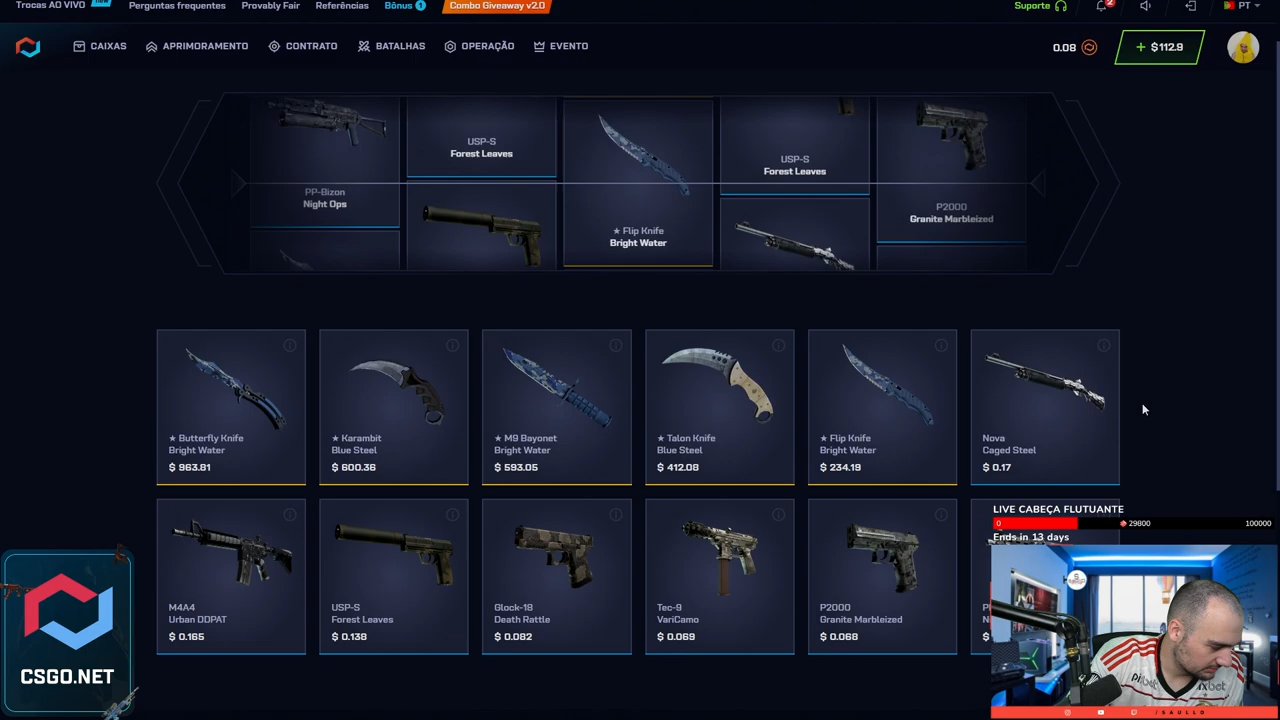 Trocas AO VIVO
Perguntas frequentes
Provably Fair
Referências
Bônus 1
Combo Giveaway v2.0
Suporte
2
PT
CAIXAS
APRIMORAMENTO
CONTRATO
BATALHAS
OPERAÇÃO
EVENTO
0.08
+ $112.9
PP-Bizon
Night Ops
USP-S
Forest Leaves
★ Flip Knife
Bright Water
USP-S
Forest Leaves
P2000
Granite Marbleized
★ Butterfly Knife
Bright Water
$ 963.81
★ Karambit
Blue Steel
$ 600.36
★ M9 Bayonet
Bright Water
$ 593.05
★ Talon Knife
Blue Steel
$ 412.08
★ Flip Knife
Bright Water
$ 234.19
Nova
Caged Steel
$ 0.17
M4A4
Urban DDPAT
$ 0.165
USP-S
Forest Leaves
$ 0.138
Glock-18
Death Rattle
$ 0.082
Tec-9
VariCamo
$ 0.069
P2000
Granite Marbleized
$ 0.068
LIVE CABEÇA FLUTUANTE
0 29800 100000
Ends in 13 days
CSGO.NET
pixbet
/SAULLO